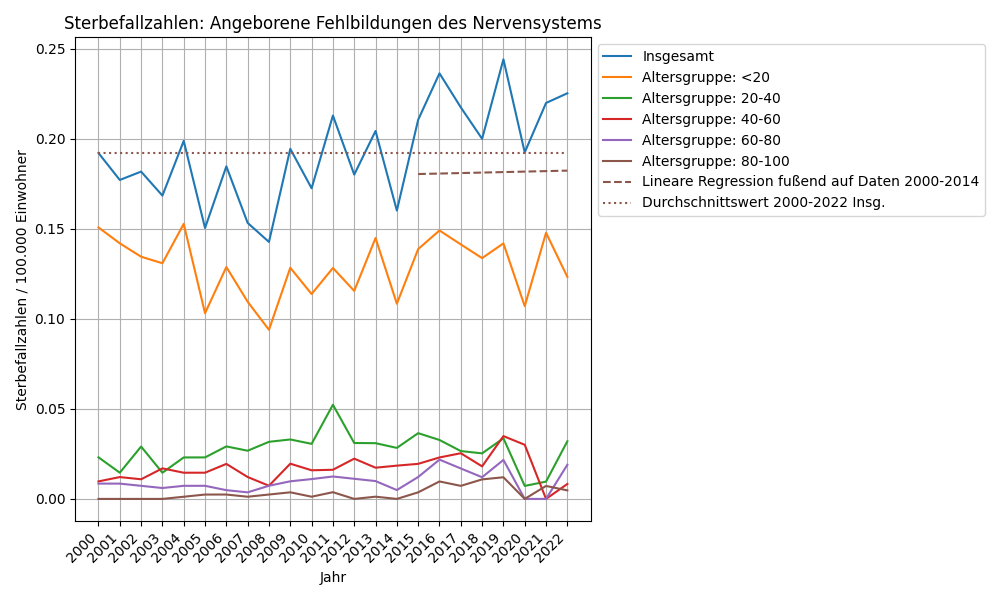 Sterbefallzahlen: Angeborene Fehlbildungen des Nervensystems
0.25
0.20
0.15
0.10
0.05
0.00
Sterbefallzahlen / 100.000 Einwohner
2000
2001
2002
2003
2004
2005
2006
2007
2008
2009
2010
2011
2012
2013
2014
2015
2016
2017
2018
2019
2020
2021
2022
Jahr
Insgesamt
Altersgruppe: <20
Altersgruppe: 20-40
Altersgruppe: 40-60
Altersgruppe: 60-80
Altersgruppe: 80-100
Lineare Regression fußend auf Daten 2000-2014
Durchschnittswert 2000-2022 Insg.